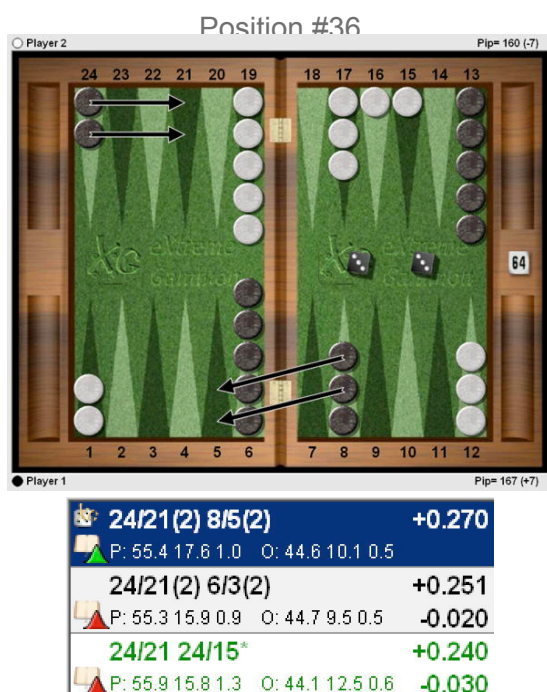 Position #36
Player 2 Pip= 160 (-7)
24 23 22 21 20 19 18 17 16 15 14 13
eXtreme eXtreme
Gammon Gammon
64
1 2 3 4 5 6 7 8 9 10 11 12
Player 1 Pip= 167 (+7)
24/21(2) 8/5(2) +0.270
P: 55.4 17.6 1.0 O: 44.6 10.1 0.5
24/21(2) 6/3(2) +0.251
P: 55.3 15.9 0.9 O: 44.7 9.5 0.5 -0.020
24/21 24/15* +0.240
P: 55.9 15.8 1.3 O: 44.1 12.5 0.6 -0.030